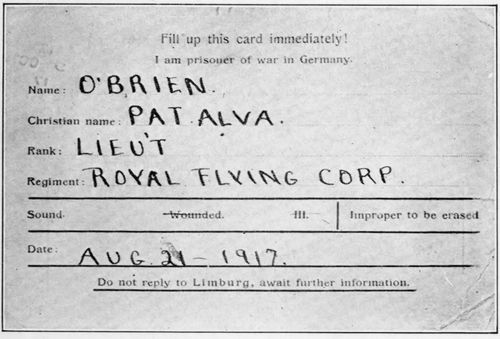 Fill up this card immediately!
I am prisoner of war in Germany.
Name: O'BRIEN.
Christian name: PAT ALVA.
Rank: LIEU'T
Regiment: ROYAL FLYING CORP.
Sound. Wounded. Ill. Improper to be erased
Date: AUG. 21-1917.
Do not reply to Limburg, await further information.